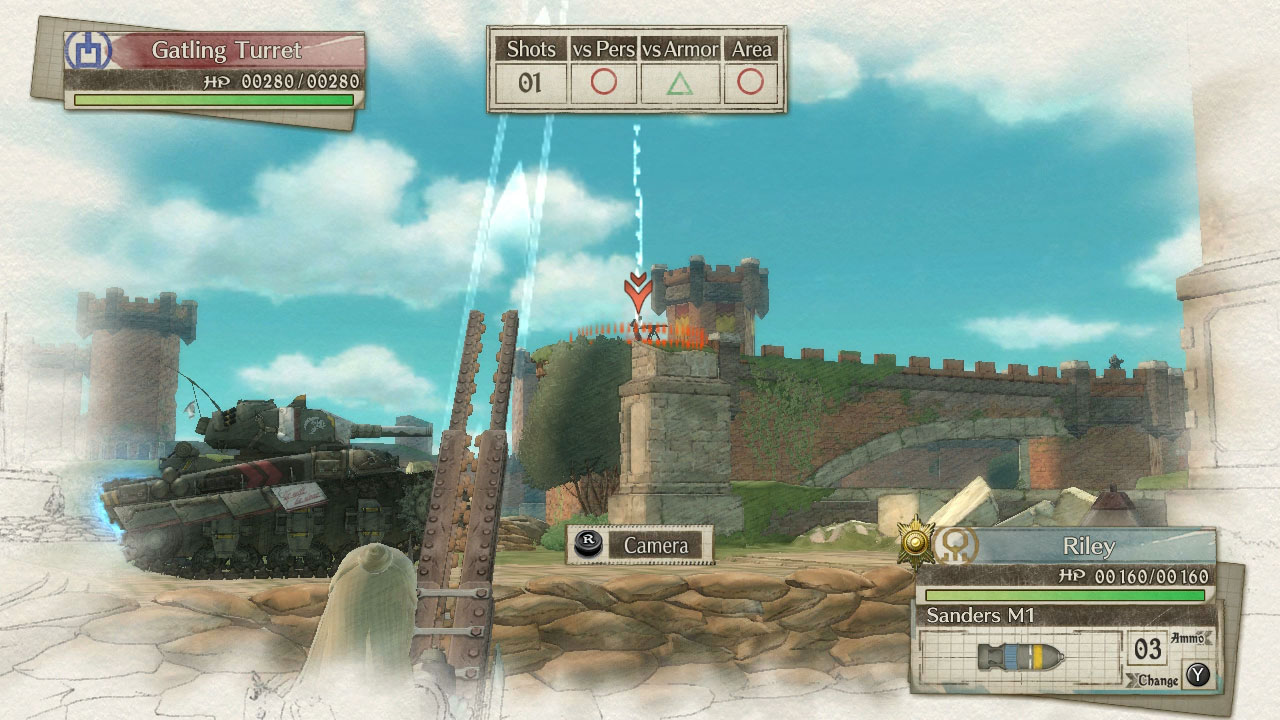 Gatling Turret
HP 00280/00280
Shots vs Pers vs Armor Area
01
R Camera
Riley
HP 00160/00160
Sanders M1
03 Ammo
Change Y